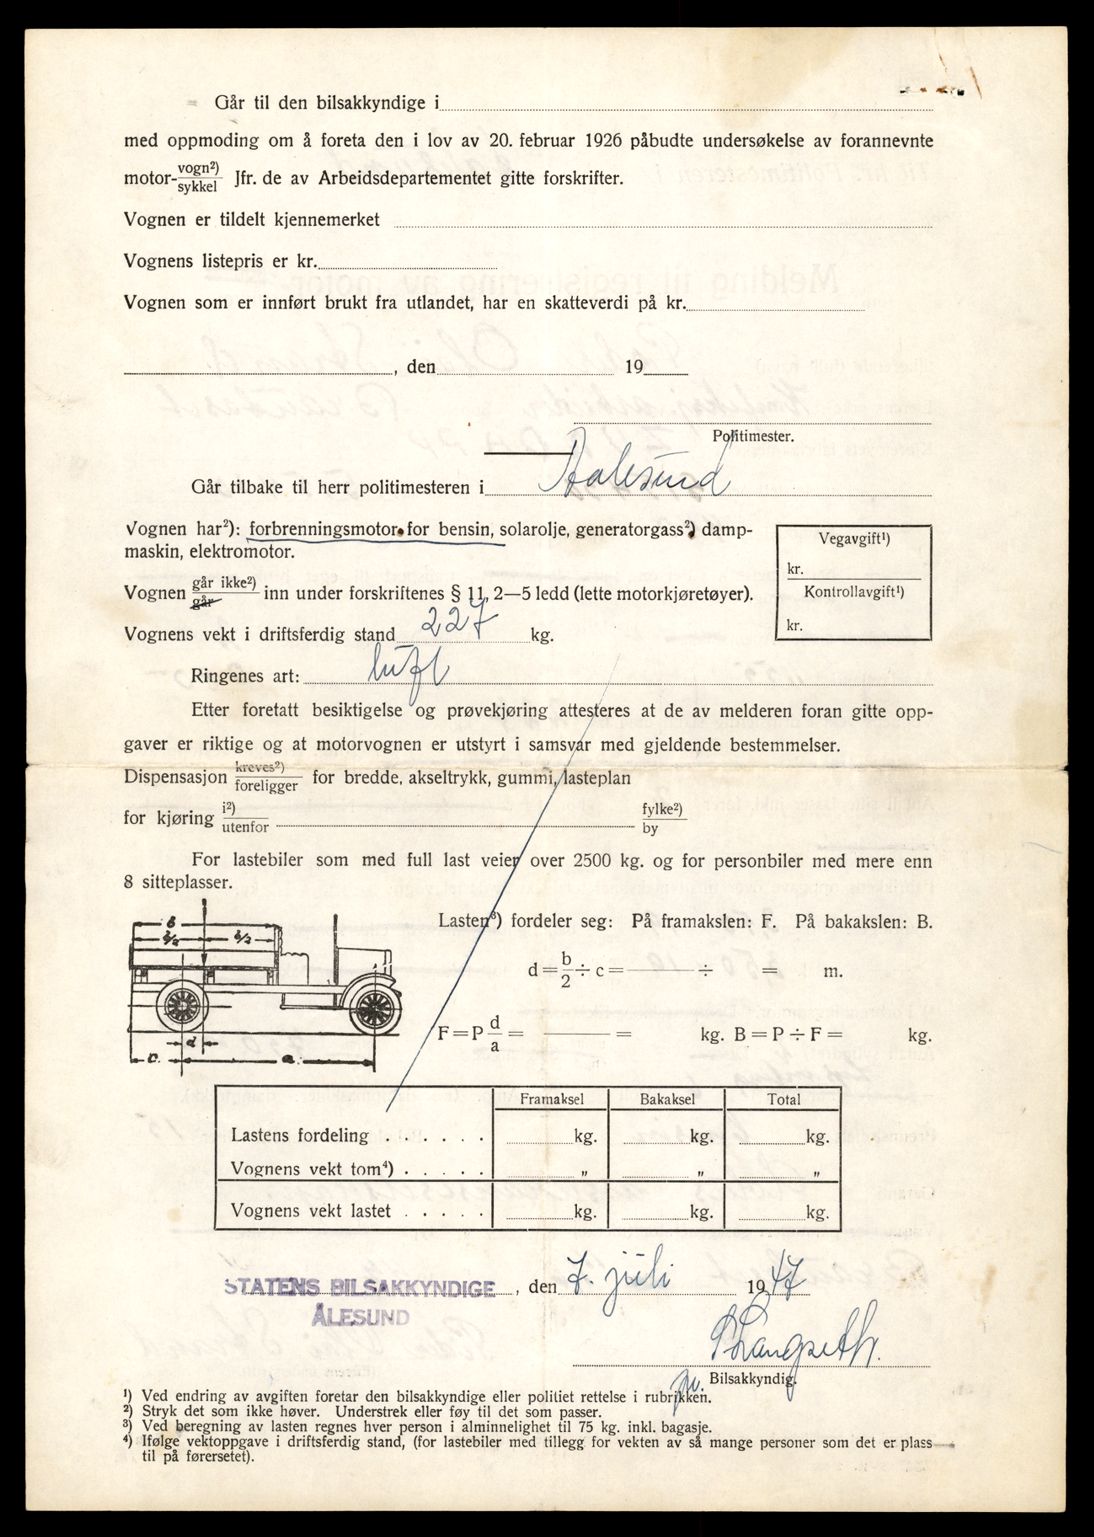 Går til den bilsakkyndige i
med oppmoding om å foreta den i lov av 20. februar 1926 påbudte undersøkelse av forannevnte
motor- vogn²) / sykkel Jfr. de av Arbeidsdepartementet gitte forskrifter.
Vognen er tildelt kjennemerket
Vognens listepris er kr.
Vognen som er innført brukt fra utlandet, har en skatteverdi på kr.
, den 19
Politimester.
Går tilbake til herr politimesteren i Aalesund
Vognen har²): forbrenningsmotor for bensin, solarolje, generatorgass²) damp-
maskin, elektromotor.
Vegavgift¹)
kr.
Kontrollavgift¹)
kr.
Vognen går ikke²) / går inn under forskriftenes § 11, 2—5 ledd (lette motorkjøretøyer).
Vognens vekt i driftsferdig stand 227 kg.
Ringenes art: luft
Etter foretatt besiktigelse og prøvekjøring attesteres at de av melderen foran gitte opp-
gaver er riktige og at motorvognen er utstyrt i samsvar med gjeldende bestemmelser.
Dispensasjon kreves²) / foreligger for bredde, akseltrykk, gummi, lasteplan
for kjøring i²) / utenfor fylke²) / by
For lastebiler som med full last veier over 2500 kg. og for personbiler med mere enn
8 sitteplasser.
b
b/2 b/2
d
c. a.
Lasten³) fordeler seg: På framakslen: F. På bakakslen: B.
d = b/2 ÷ c = ÷ = m.
F = P d/a = = kg. B = P ÷ F = kg.
Framaksel Bakaksel Total
Lastens fordeling . . . . . . kg. kg. kg.
Vognens vekt tom⁴) . . . . . „ „ „
Vognens vekt lastet . . . . . kg. kg. kg.
STATENS BILSAKKYNDIGE, den 7. juli 1947
ÅLESUND
Langseth.
Bilsakkyndig.
¹) Ved endring av avgiften foretar den bilsakkyndige eller politiet rettelse i rubrikken.
²) Stryk det som ikke høver. Understrek eller føy til det som passer.
³) Ved beregning av lasten regnes hver person i alminnelighet til 75 kg. inkl. bagasje.
⁴) Ifølge vektoppgave i driftsferdig stand, (for lastebiler med tillegg for vekten av så mange personer som det er plass
til på førersetet).